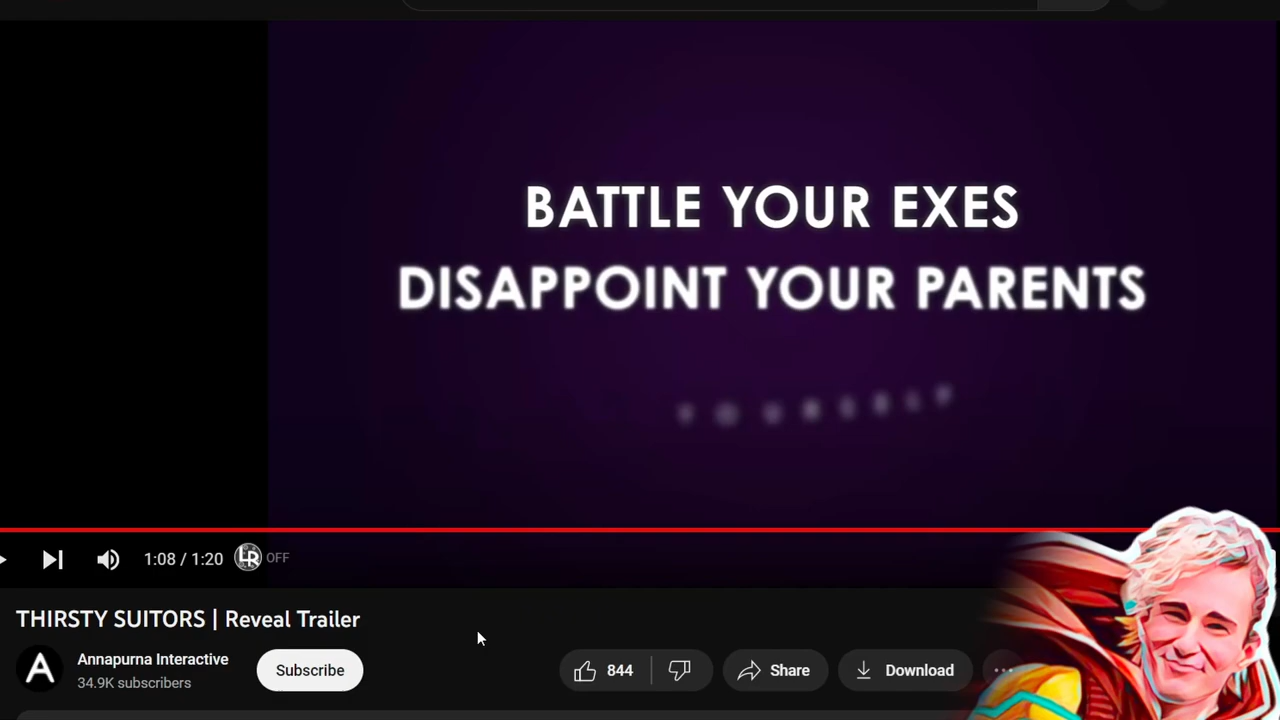 BATTLE YOUR EXES
DISAPPOINT YOUR PARENTS
1:08 / 1:20 LR OFF
THIRSTY SUITORS | Reveal Trailer
Annapurna Interactive
34.9K subscribers
Subscribe
844
Share
Download